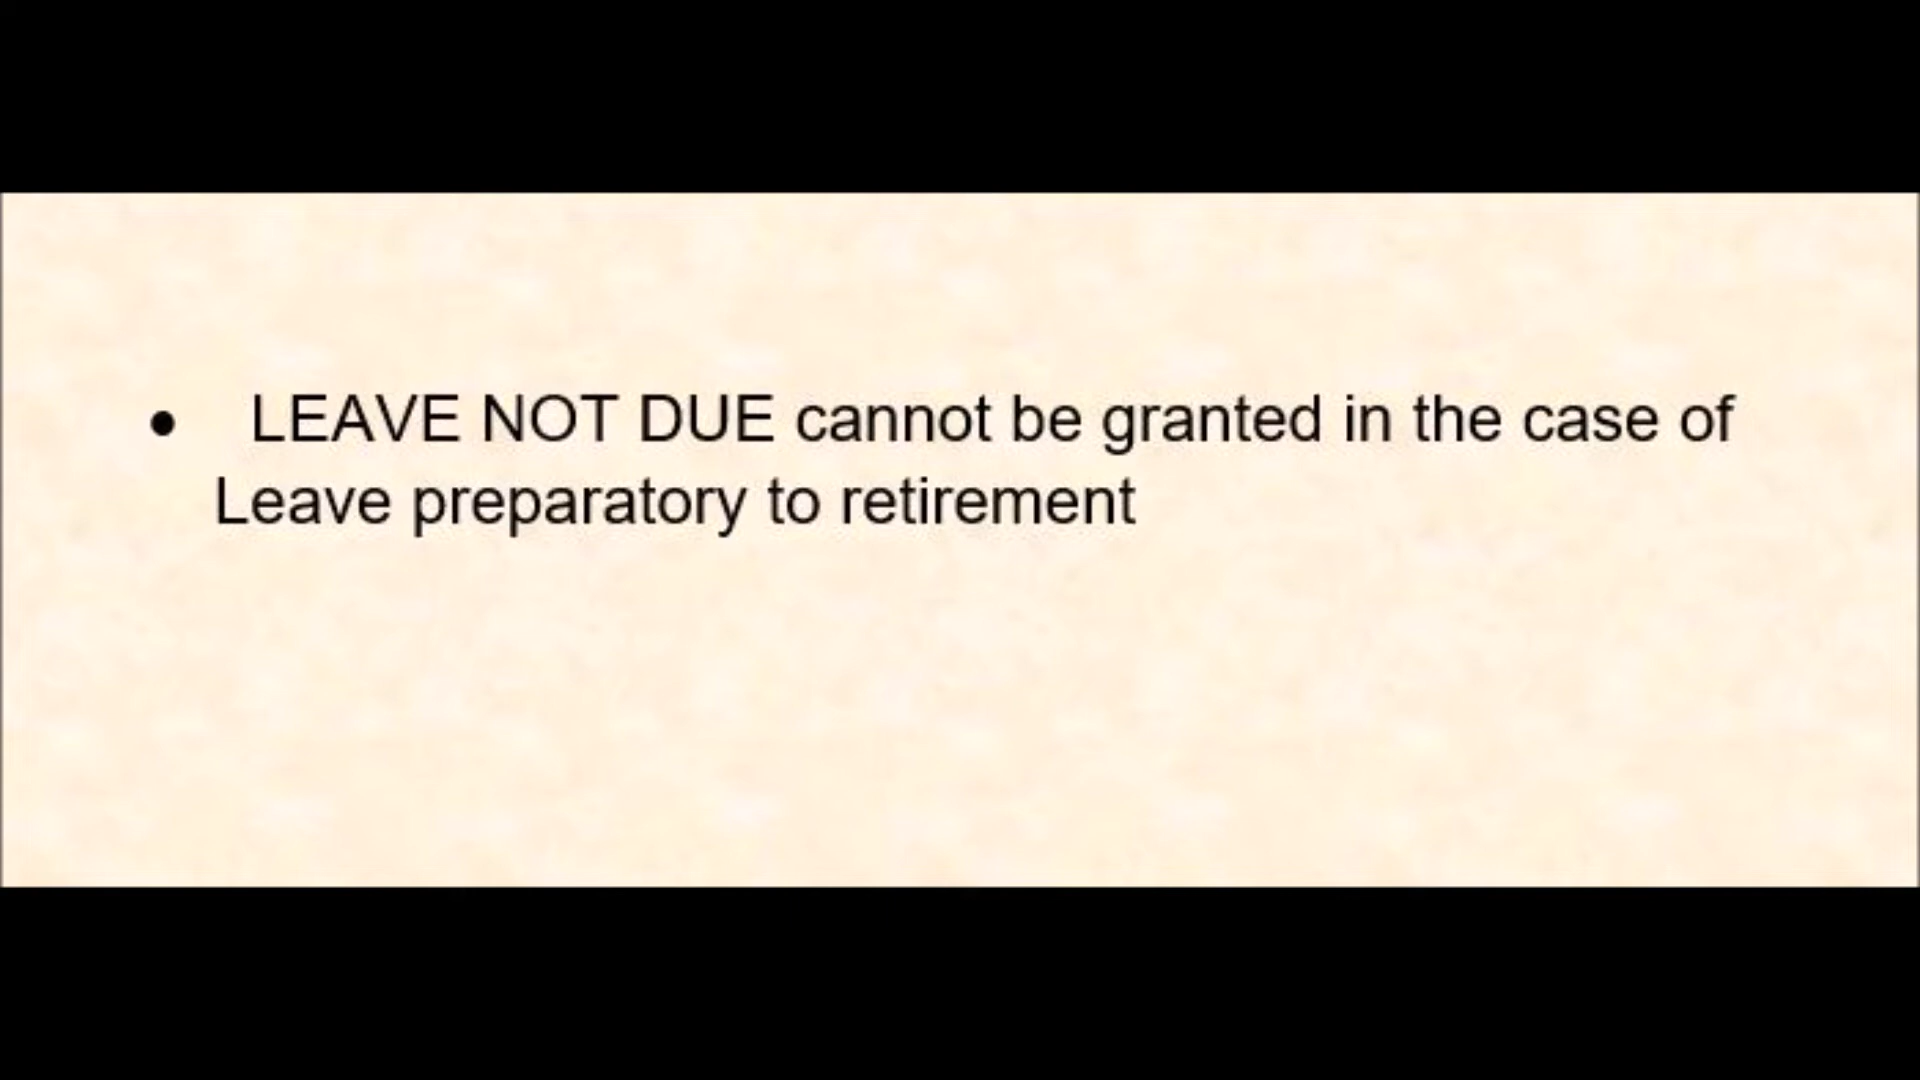 • LEAVE NOT DUE cannot be granted in the case of
Leave preparatory to retirement